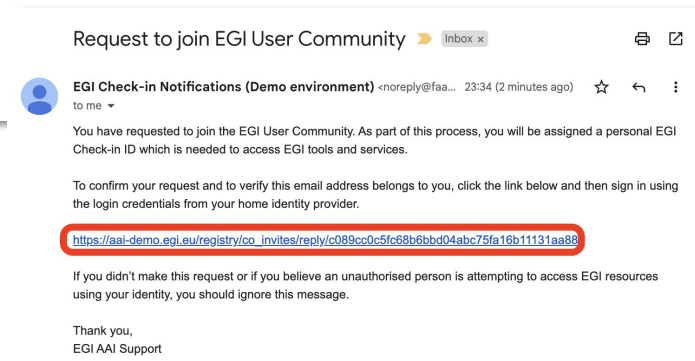 Request to join EGI User Community Inbox ×
EGI Check-in Notifications (Demo environment) <noreply@faa... 23:34 (2 minutes ago)
to me
You have requested to join the EGI User Community. As part of this process, you will be assigned a personal EGI
Check-in ID which is needed to access EGI tools and services.
To confirm your request and to verify this email address belongs to you, click the link below and then sign in using
the login credentials from your home identity provider.
https://aai-demo.egi.eu/registry/co_invites/reply/c089cc0c5fc68b6bbd04abc75fa16b11131aa88
If you didn't make this request or if you believe an unauthorised person is attempting to access EGI resources
using your identity, you should ignore this message.
Thank you,
EGI AAI Support